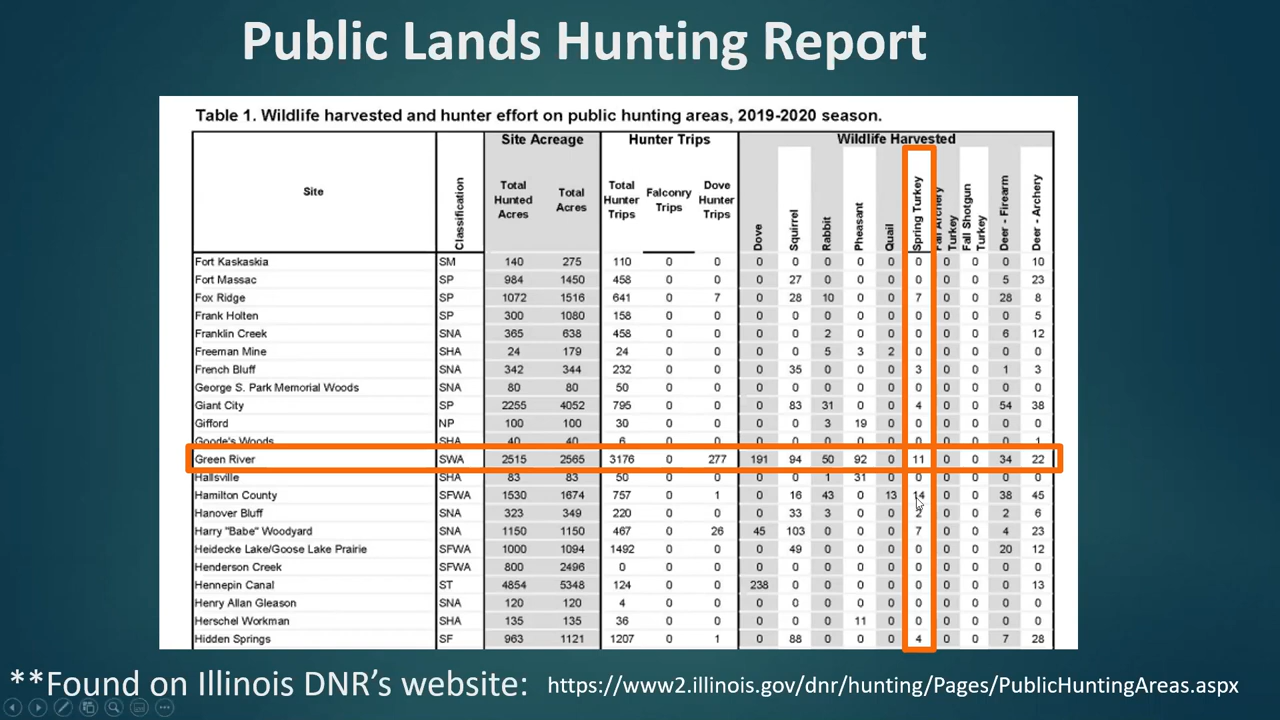 Public Lands Hunting Report
Table 1. Wildlife harvested and hunter effort on public hunting areas, 2019-2020 season.
Site Acreage Hunter Trips Wildlife Harvested
Site Classification Total Hunted Acres Total Acres Total Hunter Trips Falconry Trips Dove Hunter Trips Dove Squirrel Rabbit Pheasant Quail Spring Turkey Fall Archery Turkey Fall Shotgun Turkey Deer - Firearm Deer - Archery
Fort Kaskaskia SM 140 275 110 0 0 0 0 0 0 0 0 0 0 0 10
Fort Massac SP 984 1450 458 0 0 0 27 0 0 0 0 0 0 5 23
Fox Ridge SP 1072 1516 641 0 7 0 28 10 0 0 7 0 0 28 8
Frank Holten SP 300 1080 158 0 0 0 0 0 0 0 0 0 0 0 5
Franklin Creek SNA 365 638 458 0 0 0 0 2 0 0 0 0 0 6 12
Freeman Mine SHA 24 179 24 0 0 0 0 5 3 2 0 0 0 0 0
French Bluff SNA 342 344 232 0 0 0 35 0 0 0 3 0 0 1 3
George S. Park Memorial Woods SNA 80 80 50 0 0 0 0 0 0 0 0 0 0 0 0
Giant City SP 2255 4052 795 0 0 0 83 31 0 0 4 0 0 54 38
Gifford NP 100 100 30 0 0 0 0 3 19 0 0 0 0 0 0
Goode's Woods SHA 40 40 6 0 0 0 0 0 0 0 0 0 0 0 1
Green River SWA 2515 2565 3176 0 277 191 94 50 92 0 11 0 0 34 22
Hallsville SHA 83 83 50 0 0 0 0 1 31 0 0 0 0 0 0
Hamilton County SFWA 1530 1674 757 0 1 0 16 43 0 13 14 0 0 38 45
Hanover Bluff SNA 323 349 220 0 0 0 33 3 0 0 2 0 0 2 6
Harry "Babe" Woodyard SNA 1150 1150 467 0 26 45 103 0 0 0 7 0 0 4 23
Heidecke Lake/Goose Lake Prairie SFWA 1000 1094 1492 0 0 0 49 0 0 0 0 0 0 20 12
Henderson Creek SFWA 800 2496 0 0 0 0 0 0 0 0 0 0 0 0 0
Hennepin Canal ST 4854 5348 124 0 0 238 0 0 0 0 0 0 0 0 13
Henry Allan Gleason SNA 120 120 4 0 0 0 0 0 0 0 0 0 0 0 0
Herschel Workman SHA 135 135 36 0 0 0 0 0 11 0 0 0 0 0 0
Hidden Springs SF 963 1121 1207 0 1 0 88 0 0 0 4 0 0 7 28
**Found on Illinois DNR's website: https://www2.illinois.gov/dnr/hunting/Pages/PublicHuntingAreas.aspx